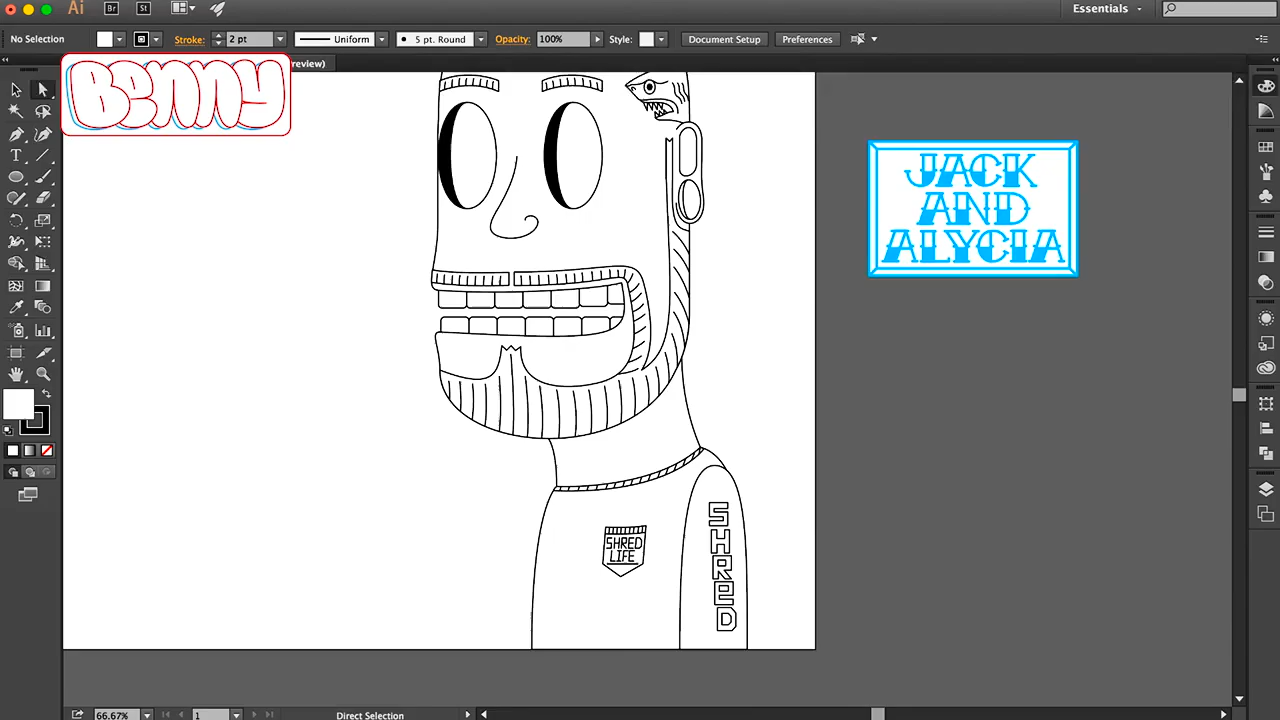 Ai
Br
St
Essentials
No Selection
Stroke:
2 pt
Uniform
5 pt. Round
Opacity:
100%
Style:
Document Setup
Preferences
review)
Benny
JACK
AND
ALYCIA
SHRED
LIFE
SHRED
66.67%
1
Direct Selection